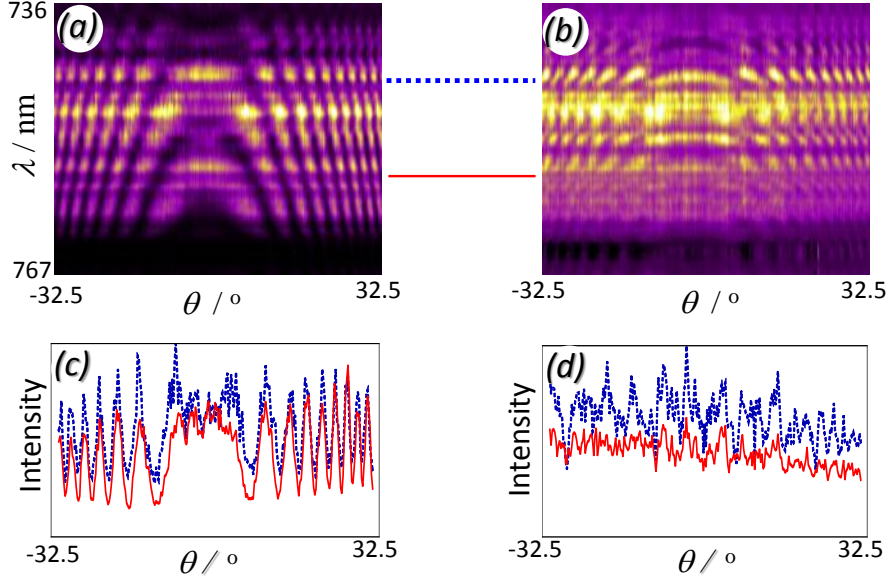 736
(a)
(b)
λ / nm
767
-32.5
32.5
-32.5
32.5
θ / º
θ / º
(c)
(d)
Intensity
Intensity
-32.5
32.5
-32.5
32.5
θ / º
θ / º